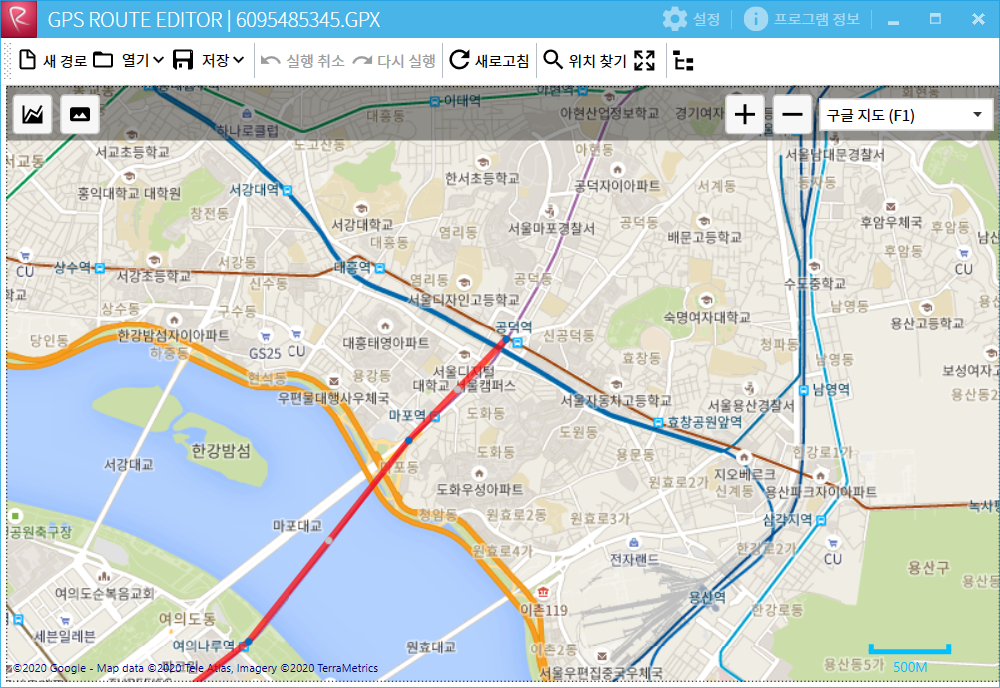 GPS ROUTE EDITOR | 6095485345.GPX 설정 프로그램 정보
새 경로 열기 저장 실행 취소 다시 실행 새로고침 위치 찾기
구글 지도 (F1)
이대역
대흥동
아현역
아현산업정보학교
하나로클럽
노고산동
서교초등학교
서교동
아현동
서울남대문경찰서
동자동
한서초등학교
공덕자이아파트
서계동
홍익대학교 대학원
서강대역
창전동
후암우체국
후암동
후암동
서강대학교
대흥동
염리동
서울마포경찰서
공덕동
배문고등학교
CU
상수역
서강초등학교
서강동
신수동
대흥역
염리동
공덕동
CU
수도중학교
상수동
구수동
서울디자인고등학교
숙명여자대학교
남영동
용산고등학교
당인동
한강밤섬자이아파트
하중동
GS25
CU
대흥태영아파트
공덕역
신공덕동
청파동
효창동
남영동
용강동
서울디지털
대학교 서울캠퍼스
현석동
우편물대행사우체국
서울자동차고등학교
남영역
서울용산경찰서
마포역
도화동
효창공원앞역
도원동
한강밤섬
서강대교
마포동
도화동
용문동
한강로1가
지오베르크
신계동
도화우성아파트
원효로2가
용산파크자이아파트
청암동
원효로2동
원효로3가
삼각지역
마포대교
공원축구장
원효로4가
전자랜드
한강로2가
CU
용산구
여의도순복음교회
여의도동
세븐일레븐
여의나루역
용산역
이촌119
한강로동
원효대교
이촌2동
서울우편집중국우체국
용산동5가
500M
©2020 Google - Map data ©2020 Tele Atlas, Imagery ©2020 TerraMetrics